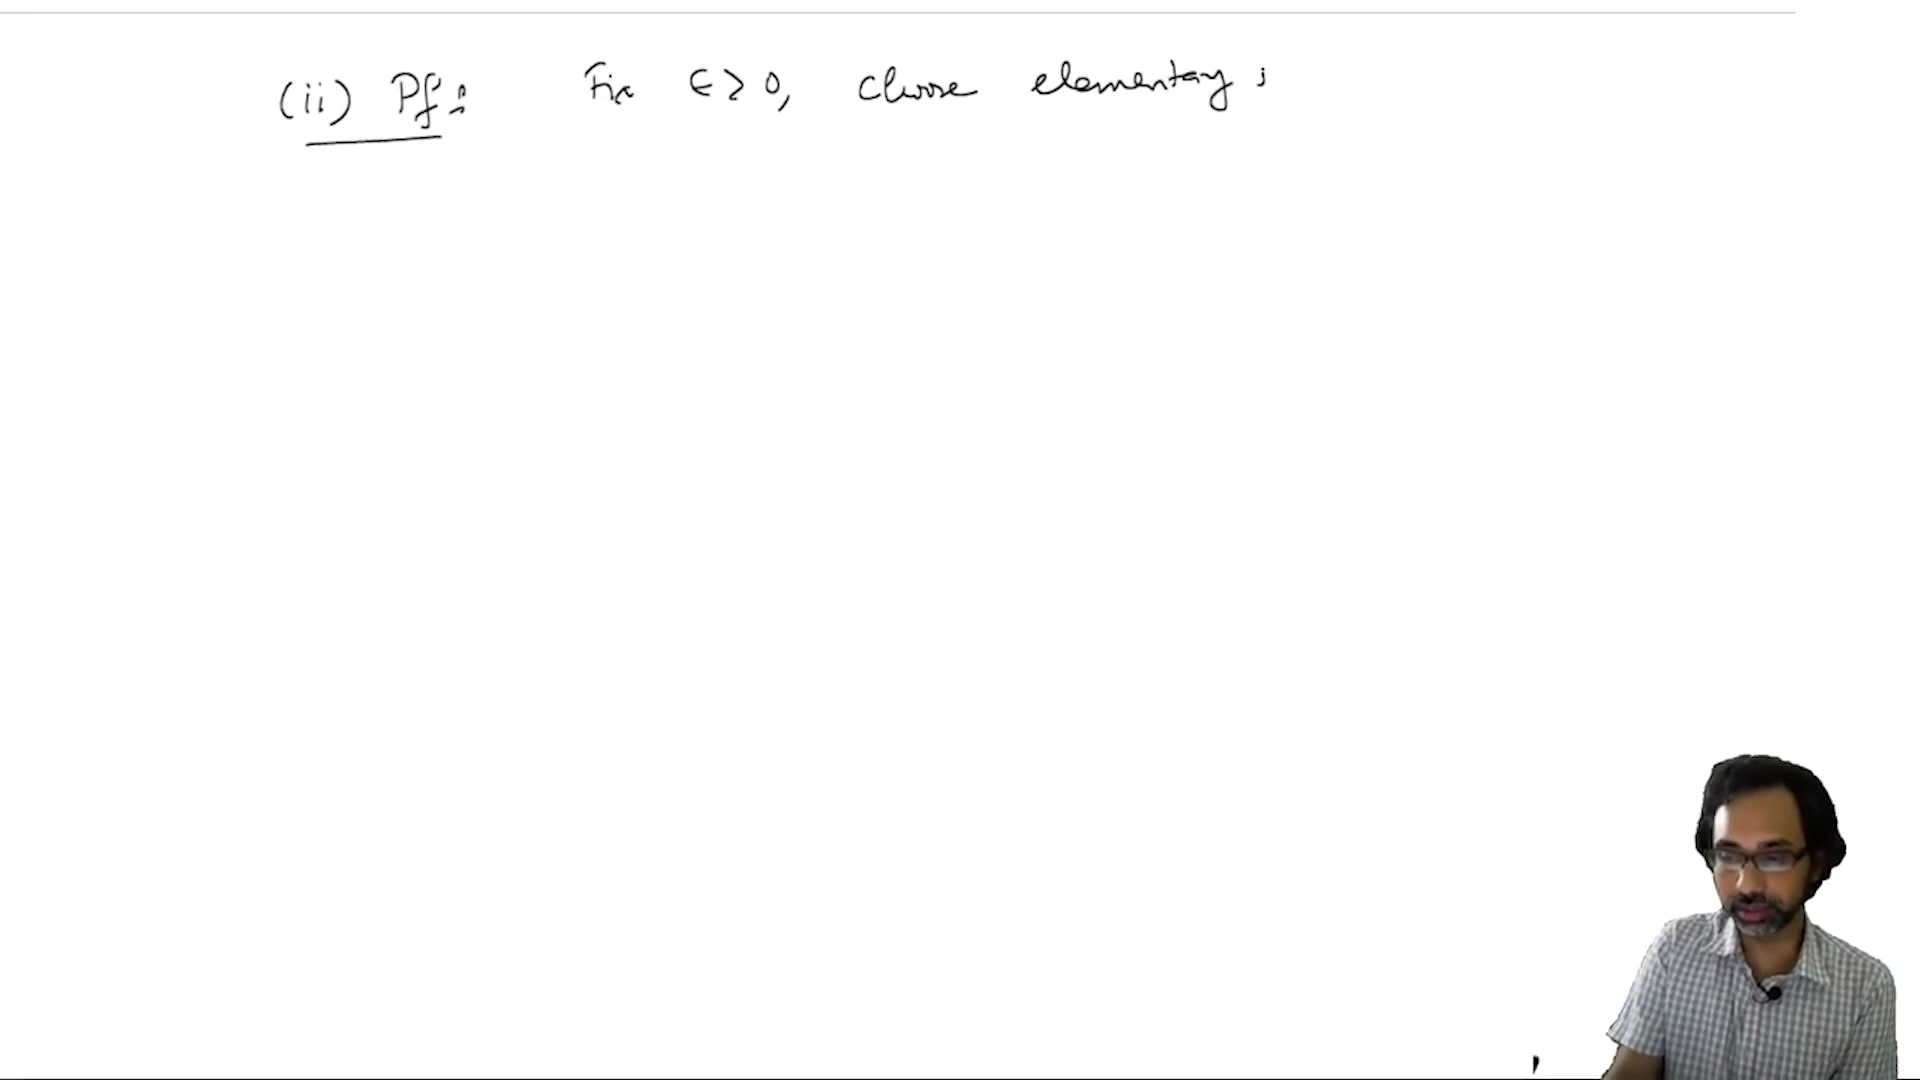 (ii) Pf: Fix ε > 0, choose elementary